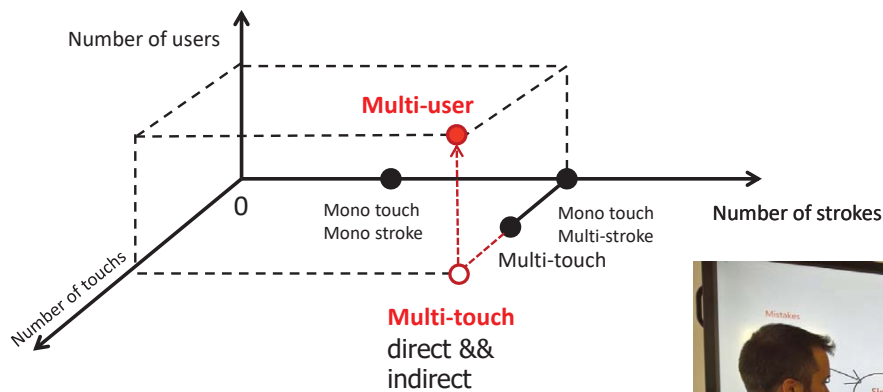 Number of users
Multi-user
0
Mono touch
Mono stroke
Mono touch
Multi-stroke
Number of strokes
Multi-touch
Number of touchs
Multi-touch
direct &&
indirect
Mistakes